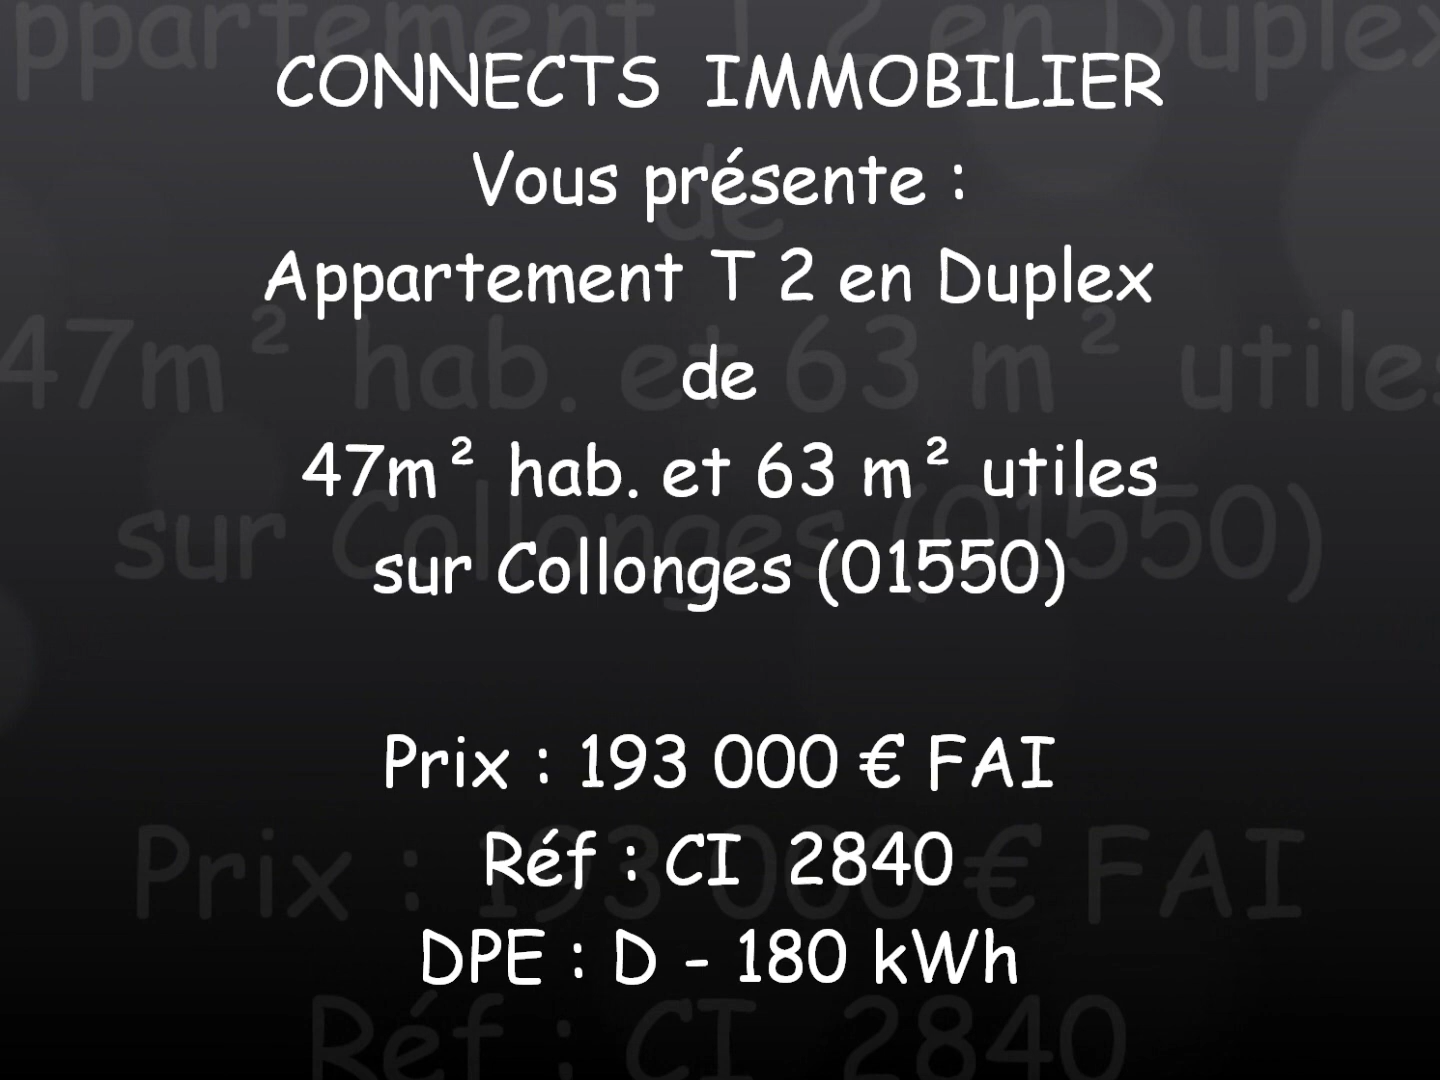 CONNECTS IMMOBILIER
Vous présente :
Appartement T 2 en Duplex
de
47m² hab. et 63 m² utiles
sur Collonges (01550)
Prix : 193 000 € FAI
Réf : CI 2840
DPE : D - 180 kWh